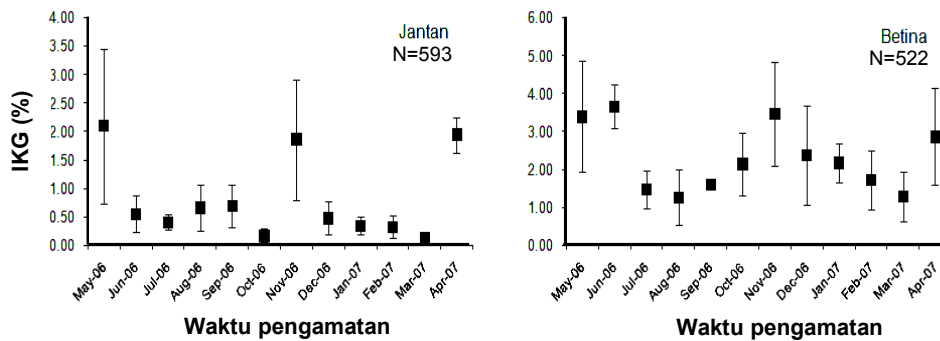 4.00
3.50
3.00
2.50
2.00
1.50
1.00
0.50
0.00
IKG (%)
Jantan
N=593
May-06
Jun-06
Jul-06
Aug-06
Sep-06
Oct-06
Nov-06
Dec-06
Jan-07
Feb-07
Mar-07
Apr-07
Waktu pengamatan
6.00
5.00
4.00
3.00
2.00
1.00
0.00
Betina
N=522
May-06
Jun-06
Jul-06
Aug-06
Sep-06
Oct-06
Nov-06
Dec-06
Jan-07
Feb-07
Mar-07
Apr-07
Waktu pengamatan